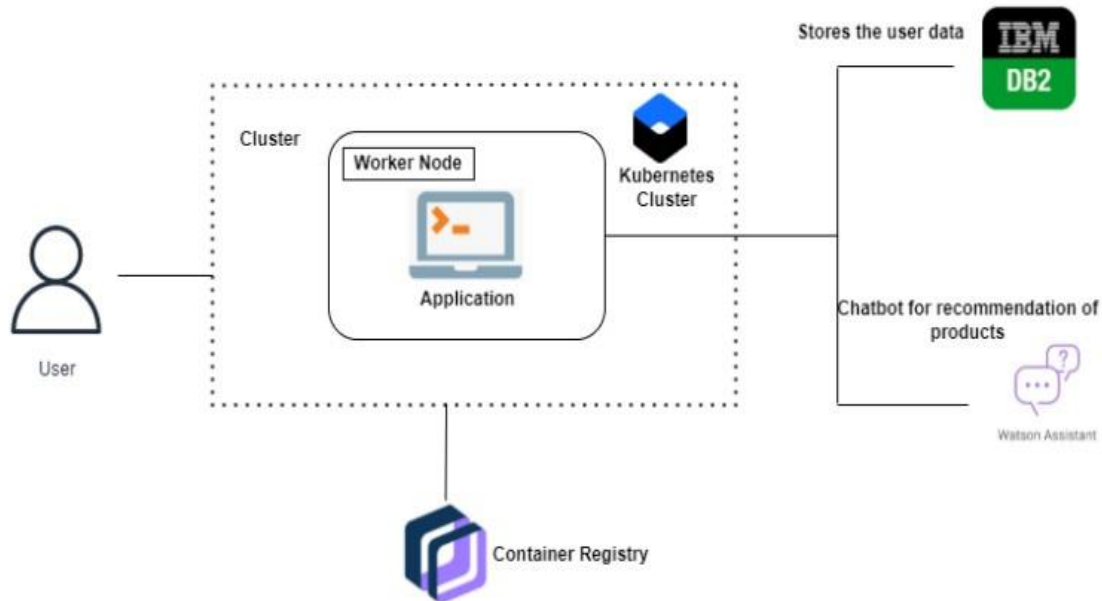 Stores the user data
IBM
DB2
Cluster
Worker Node
Kubernetes
Cluster
Application
User
Chatbot for recommendation of
products
?
Watson Assistant
Container Registry